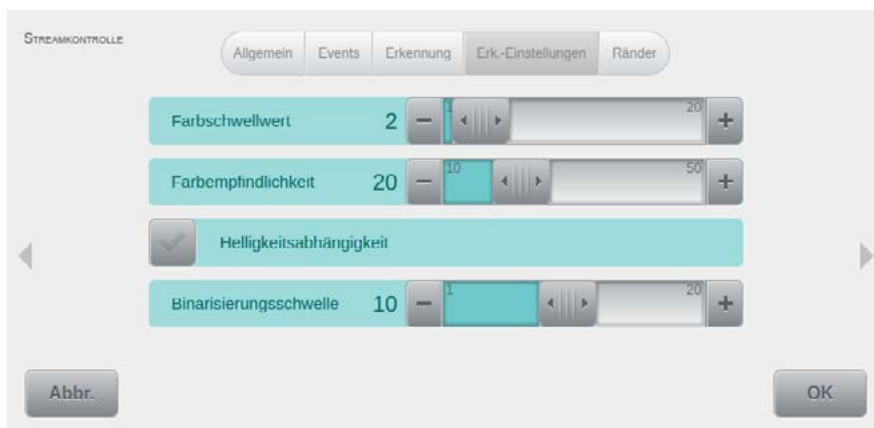 STREAMKONTROLLE
Allgemein Events Erkennung Erk.-Einstellungen Ränder
Farbschwellwert 2 − 1 20 +
Farbempfindlichkeit 20 − 10 50 +
Helligkeitsabhängigkeit
Binarisierungsschwelle 10 − 1 20 +
Abbr. OK